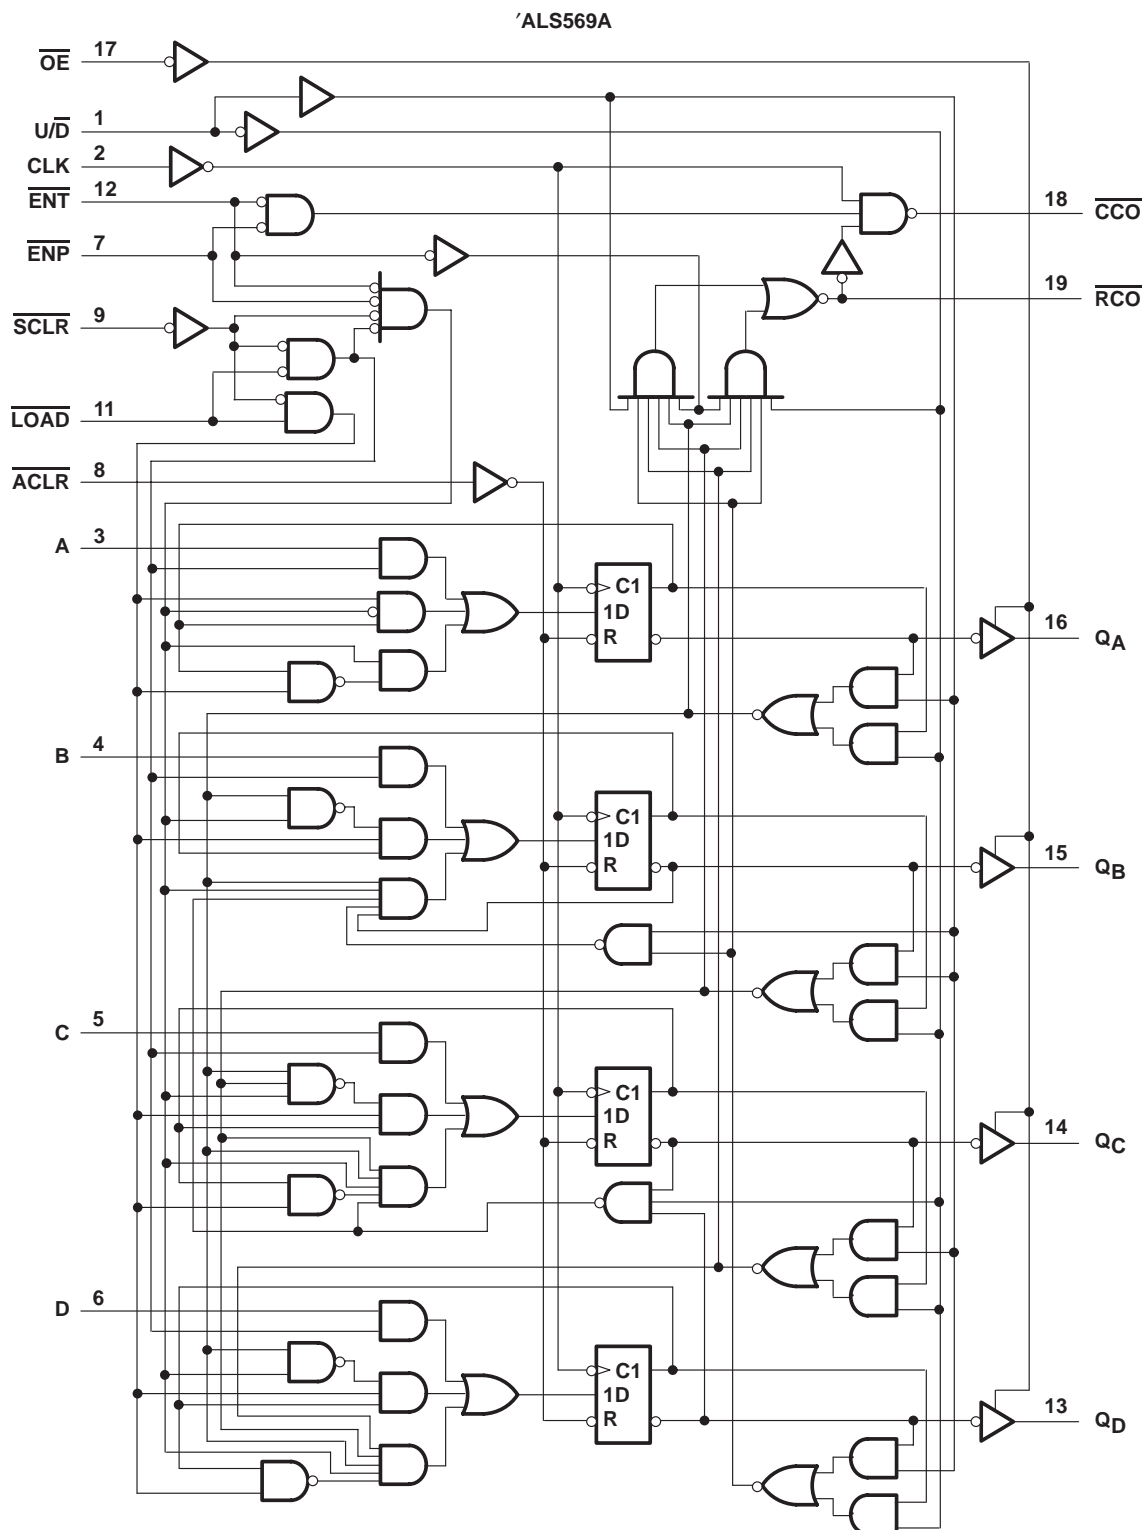 ′ALS569A
OE 17
U/D 1
CLK 2
ENT 12
18 CCO
ENP 7
19 RCO
SCLR 9
LOAD 11
ACLR 8
A 3
C1
1D
R
16 QA
B 4
C1
1D
R
15 QB
C 5
C1
1D
R
14 QC
D 6
C1
1D
R
13 QD